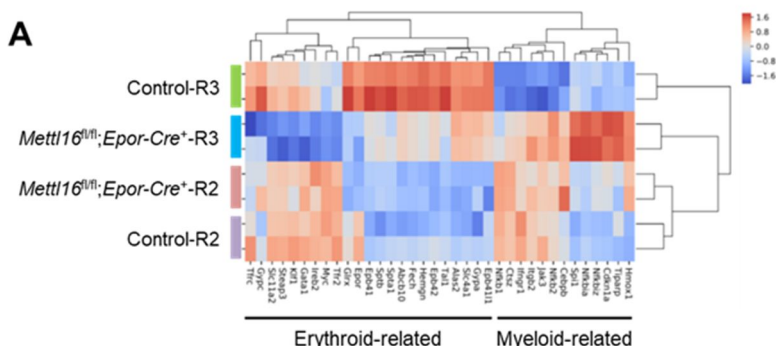 A
1.6
0.8
0.0
−0.8
−1.6
Control-R3
Mettl16fl/fl;Epor-Cre+-R3
Mettl16fl/fl;Epor-Cre+-R2
Control-R2
Tfrc
Gypc
Slc11a2
Steap3
Klf1
Gata1
Ireb2
Myc
Tfr2
Glrx
Epor
Epb41
Sptb
Spta1
Abcb10
Fech
Hemgn
Epb42
Tal1
Alas2
Slc4a1
Gypa
Epb41l1
Nfkb1
Ctsz
Ifngr1
Itgb2
Jak3
Nfkb2
Cebpb
Spi1
Nfkbia
Nfkbiz
Cdkn1a
Tiparp
Hmox1
Erythroid-related
Myeloid-related